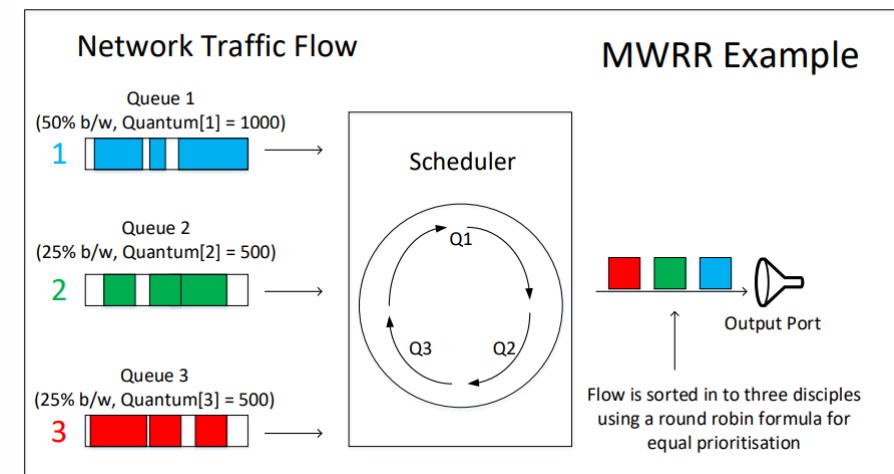 Network Traffic Flow
MWRR Example
Queue 1
(50% b/w, Quantum[1] = 1000)
1
Queue 2
(25% b/w, Quantum[2] = 500)
2
Queue 3
(25% b/w, Quantum[3] = 500)
3
Scheduler
Q1
Q3
Q2
Output Port
Flow is sorted in to three disciples
using a round robin formula for
equal prioritisation